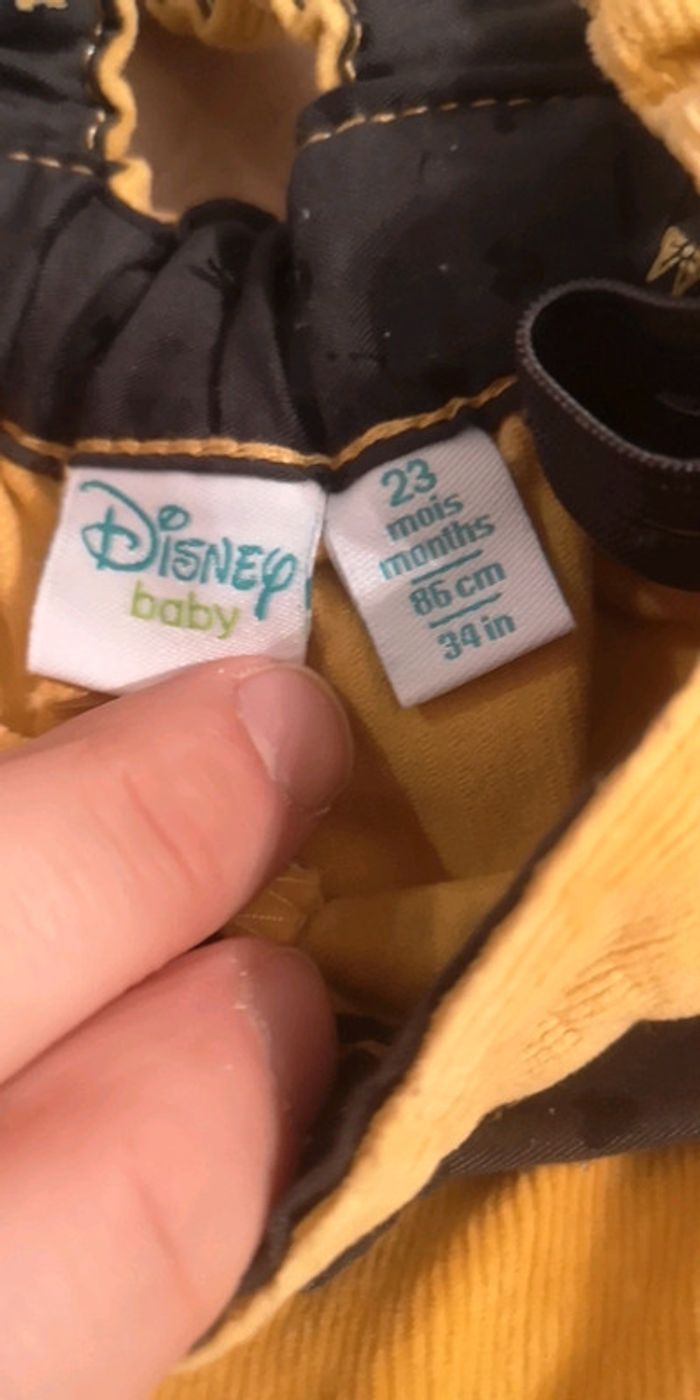 Disney
baby
23
mois
months
86 cm
34 in